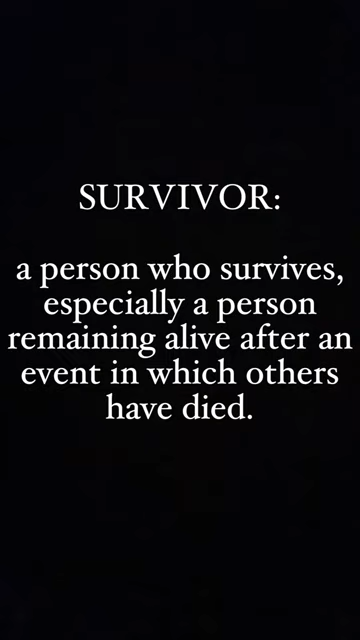 SURVIVOR:
a person who survives,
especially a person
remaining alive after an
event in which others
have died.